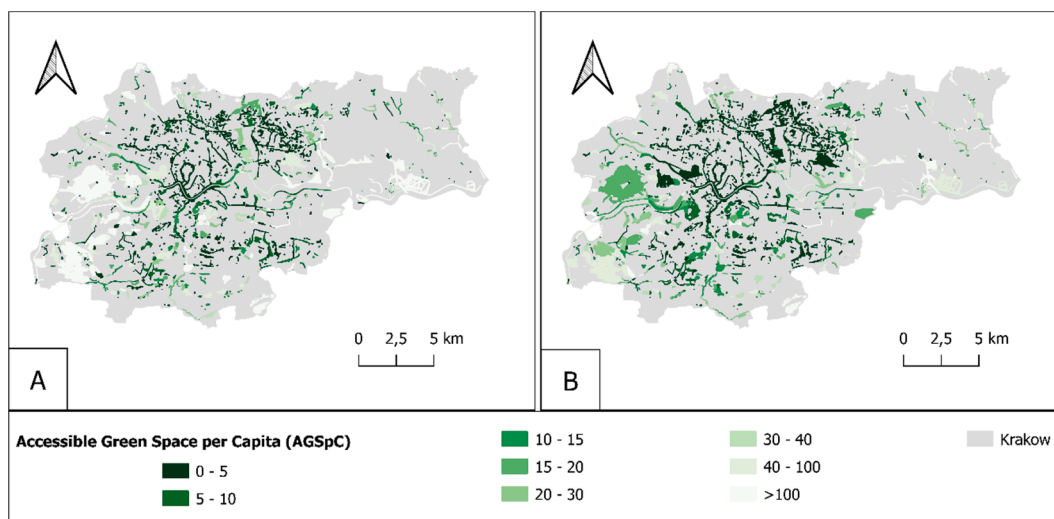 0 2,5 5 km
A
0 2,5 5 km
B
Accessible Green Space per Capita (AGSpC)
0 - 5
5 - 10
10 - 15
15 - 20
20 - 30
30 - 40
40 - 100
>100
Krakow